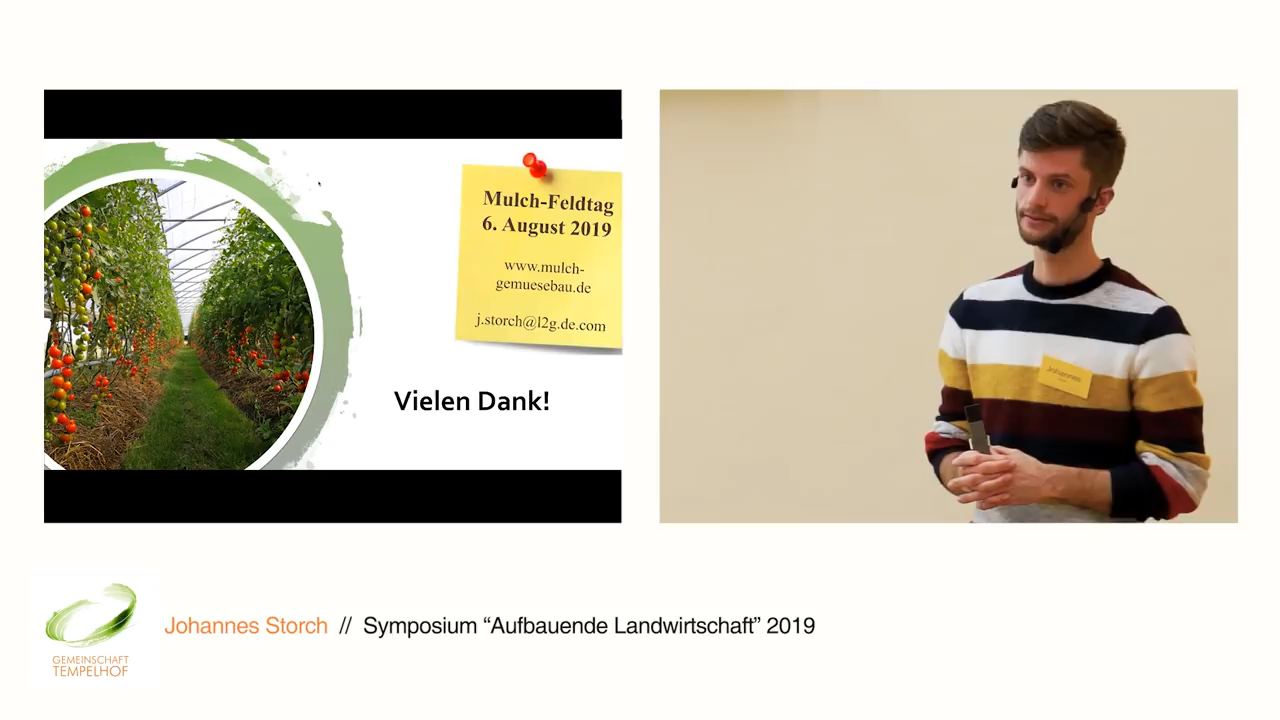 Mulch-Feldtag
6. August 2019
www.mulch-
gemuesebau.de
j.storch@l2g.de.com
Vielen Dank!
Johannes
GEMEINSCHAFT
TEMPELHOF
Johannes Storch // Symposium “Aufbauende Landwirtschaft” 2019